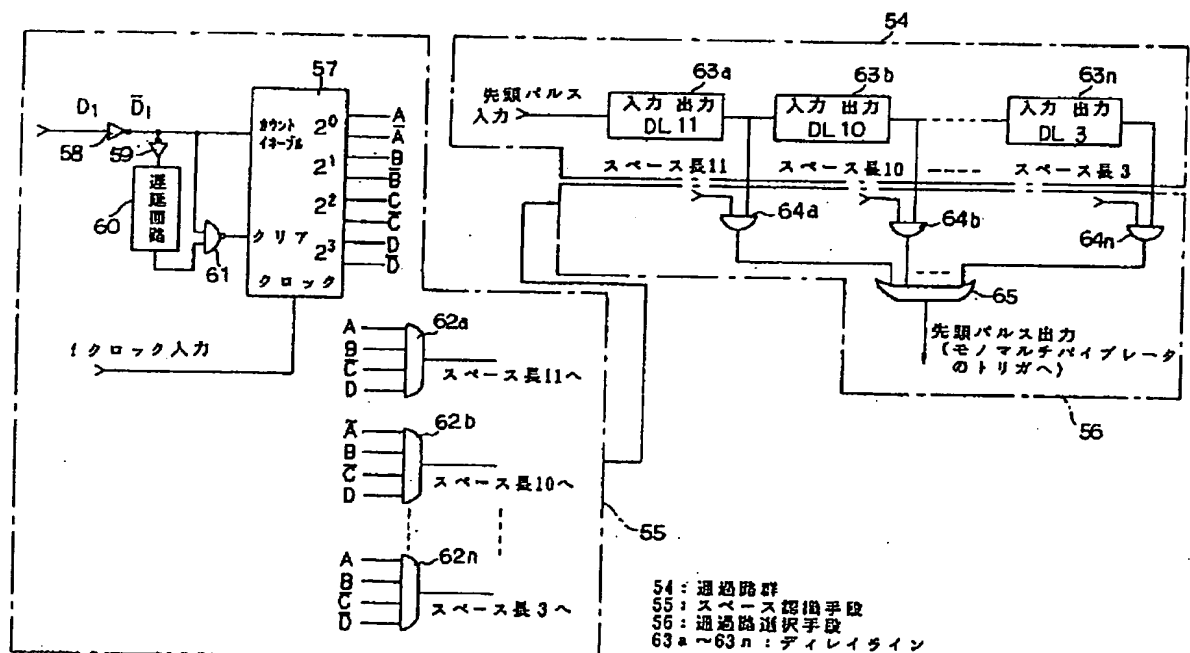 54
55
56
57
D₁
D̄₁
58
59
60
61
遅延回路
カウント
イネーブル
クリア
クロック
2⁰
2¹
2²
2³
A
Ā
B
B̄
C
C̄
D
D̄
1クロック入力
A
B
C̄
D
62a
スペース長11へ
Ā
B
C̄
D
62b
スペース長10へ
A
B
C̄
D̄
62n
スペース長3へ
先頭パルス
入力
63a
入力 出力
DL 11
63b
入力 出力
DL 10
63n
入力 出力
DL 3
スペース長11
スペース長10
スペース長3
64a
64b
64n
65
先頭パルス出力
(モノマルチバイブレータ
のトリガへ)
54:通過路群
55:スペース認識手段
56:通過路選択手段
63a~63n:ディレイライン